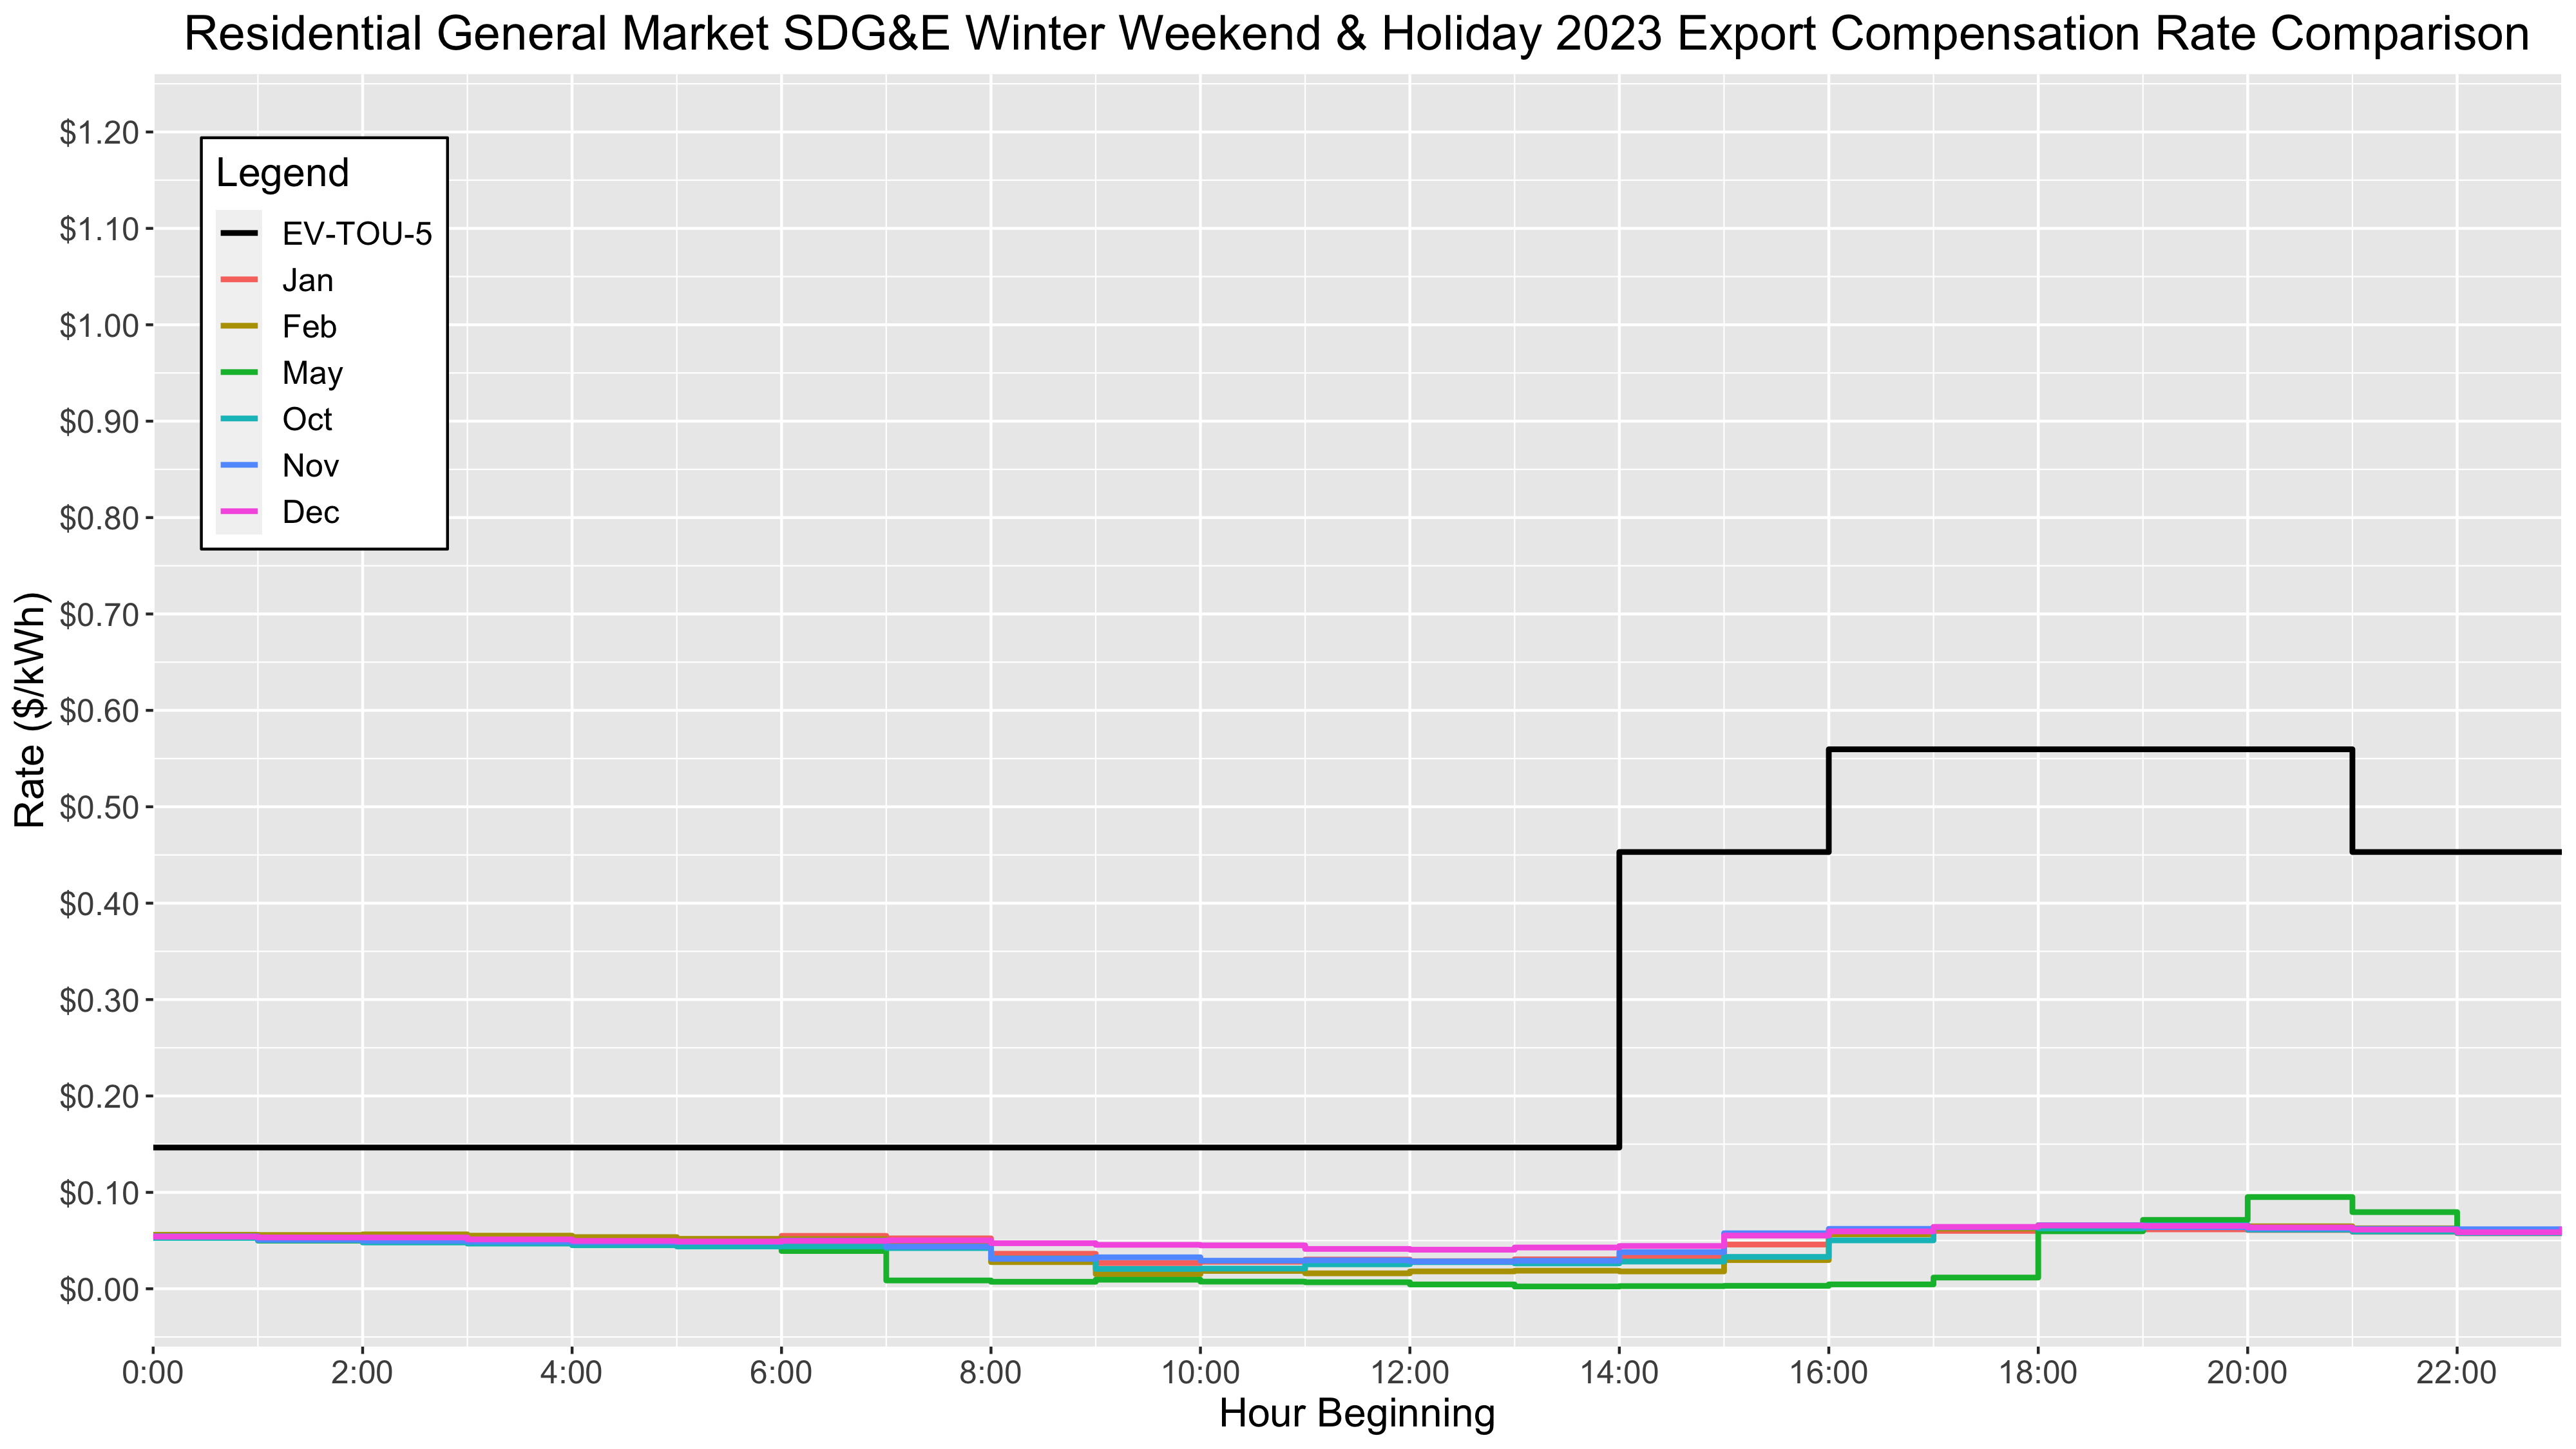 Residential General Market SDG&E Winter Weekend & Holiday 2023 Export Compensation Rate Comparison
$1.20
$1.10
$1.00
$0.90
$0.80
$0.70
$0.60
$0.50
$0.40
$0.30
$0.20
$0.10
$0.00
Rate ($/kWh)
Legend
EV-TOU-5
Jan
Feb
May
Oct
Nov
Dec
0:00 2:00 4:00 6:00 8:00 10:00 12:00 14:00 16:00 18:00 20:00 22:00
Hour Beginning